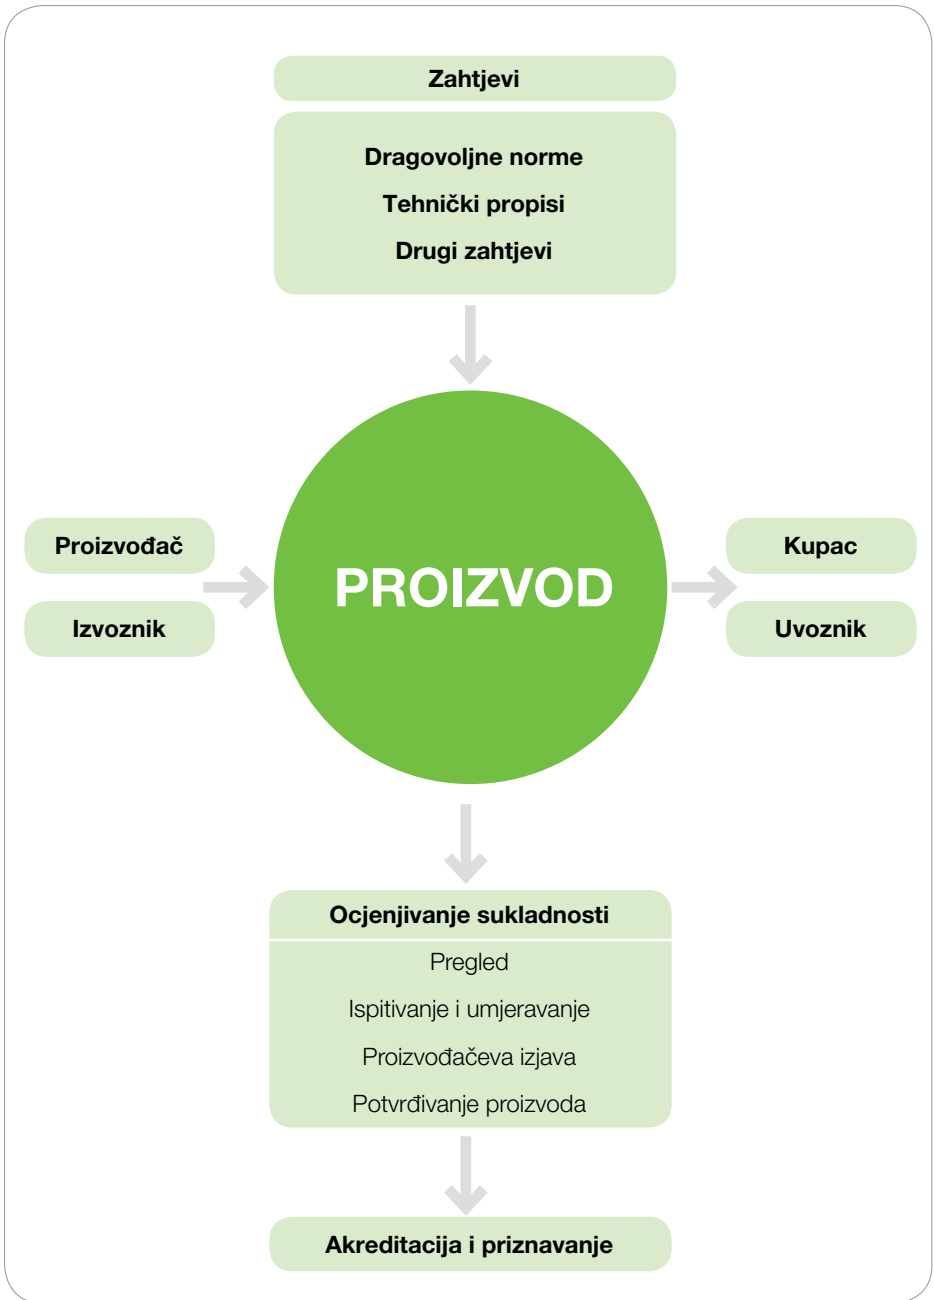 Zahtjevi
Dragovoljne norme
Tehnički propisi
Drugi zahtjevi
Proizvođač
Izvoznik
PROIZVOD
Kupac
Uvoznik
Ocjenjivanje sukladnosti
Pregled
Ispitivanje i umjeravanje
Proizvođačeva izjava
Potvrđivanje proizvoda
Akreditacija i priznavanje